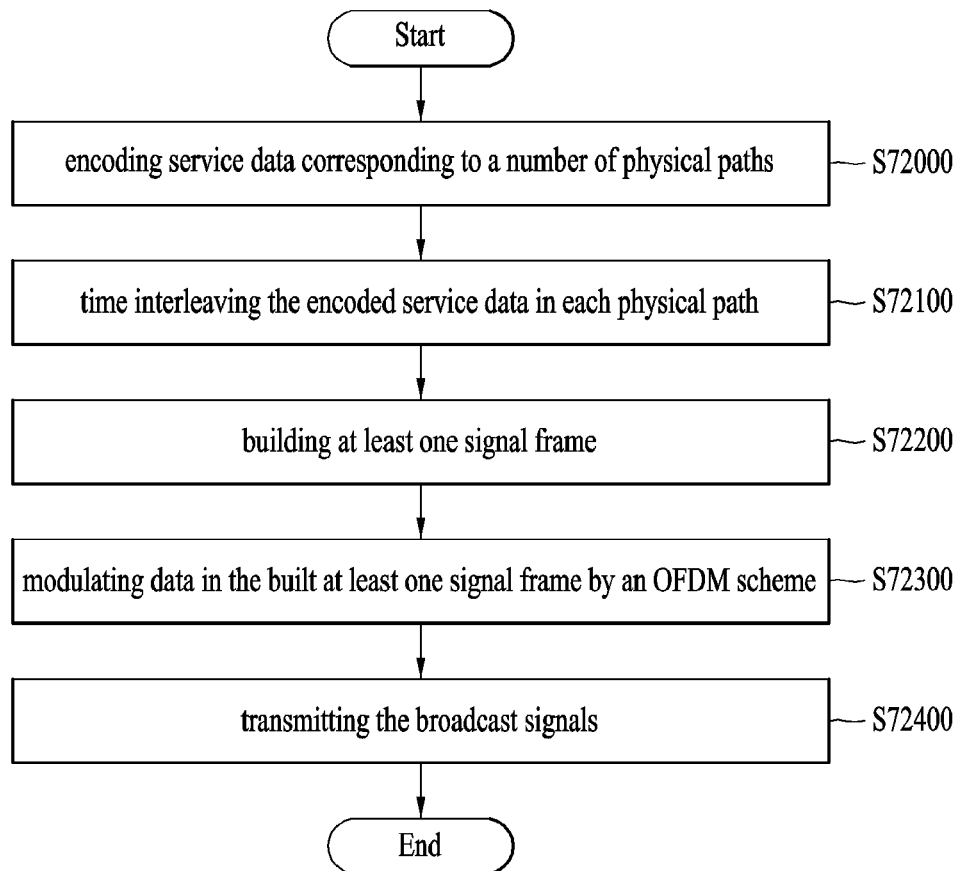 Start
encoding service data corresponding to a number of physical paths
S72000
time interleaving the encoded service data in each physical path
S72100
building at least one signal frame
S72200
modulating data in the built at least one signal frame by an OFDM scheme
S72300
transmitting the broadcast signals
S72400
End